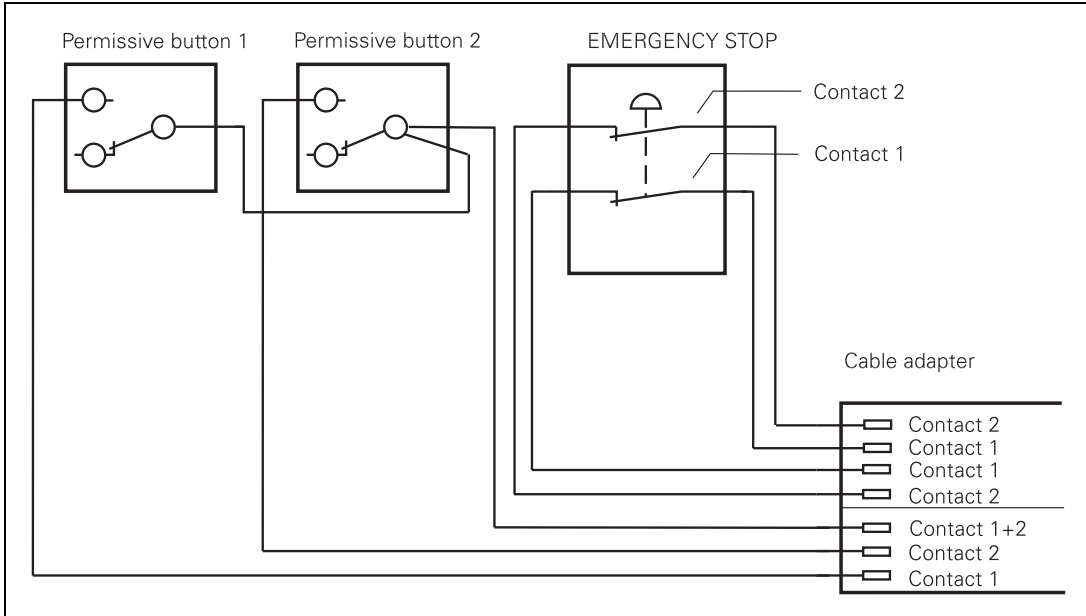 Permissive button 1
Permissive button 2
EMERGENCY STOP
Contact 2
Contact 1
Cable adapter
Contact 2
Contact 1
Contact 1
Contact 2
Contact 1+2
Contact 2
Contact 1